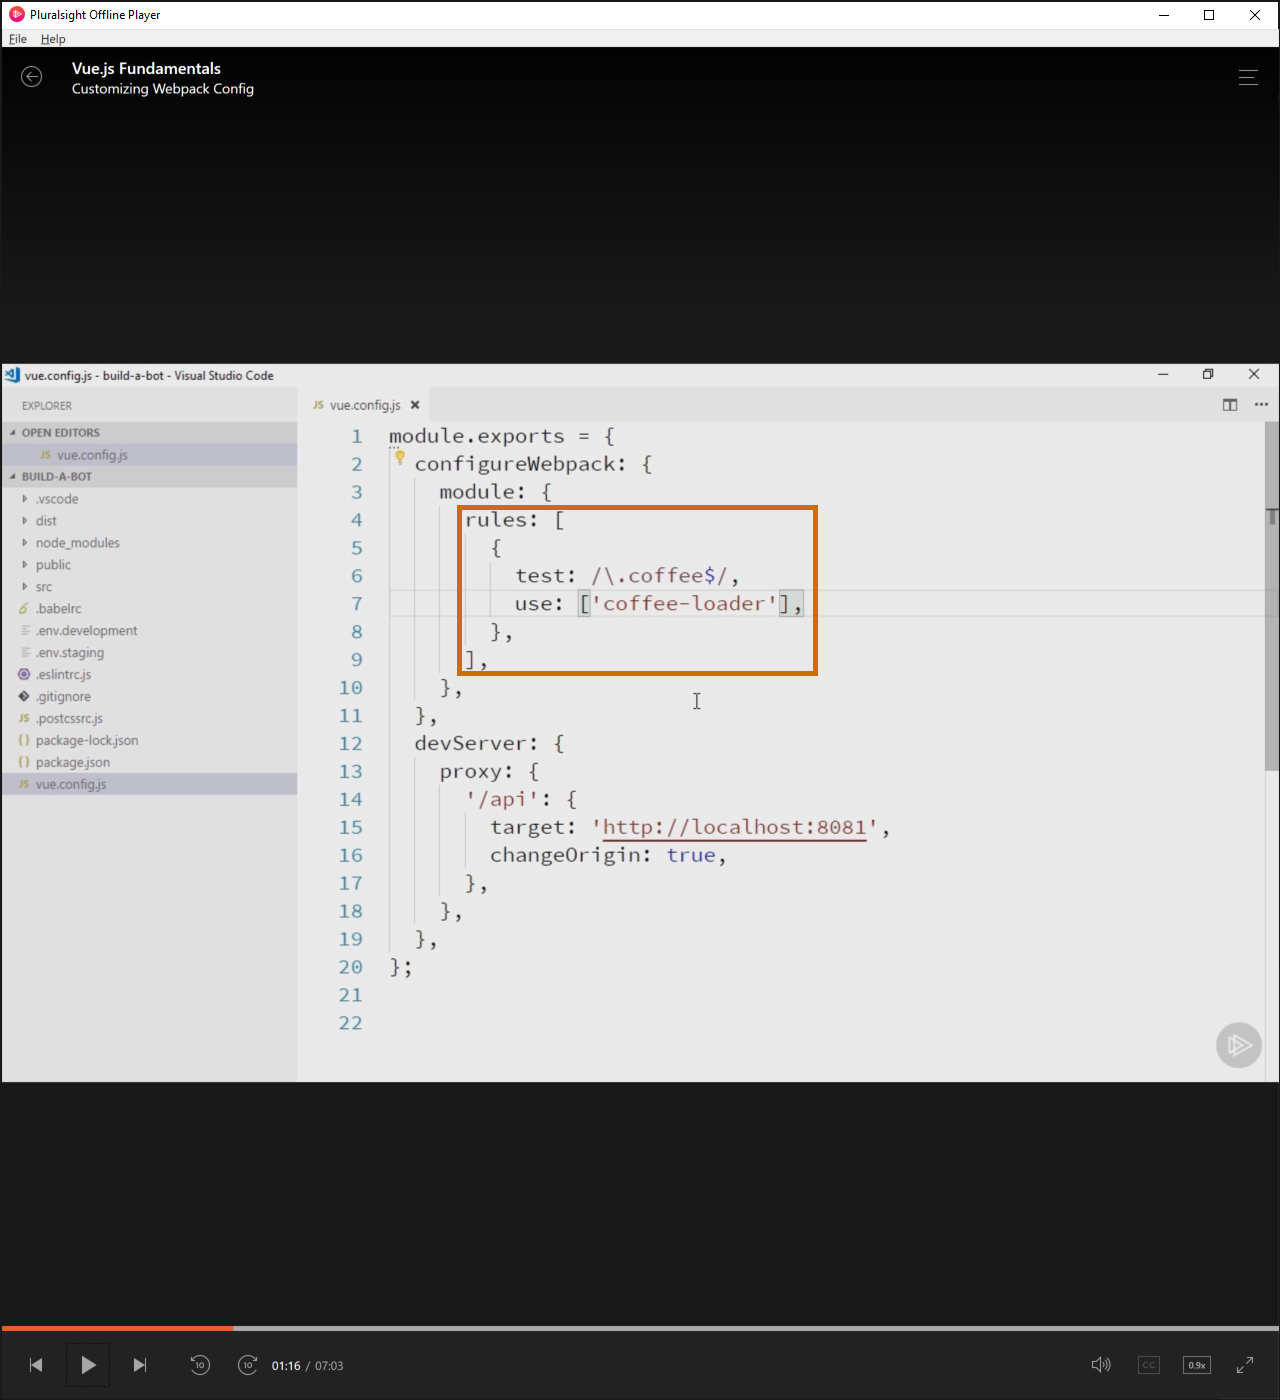 Pluralsight Offline Player
File Help
Vue.js Fundamentals
Customizing Webpack Config
vue.config.js - build-a-bot - Visual Studio Code
EXPLORER
OPEN EDITORS
JS vue.config.js
BUILD-A-BOT
.vscode
dist
node_modules
public
src
.babelrc
.env.development
.env.staging
.eslintrc.js
.gitignore
JS .postcssrc.js
{} package-lock.json
{} package.json
JS vue.config.js
JS vue.config.js
1 module.exports = {
2 configureWebpack: {
3 module: {
4 rules: [
5 {
6 test: /\.coffee$/,
7 use: ['coffee-loader'],
8 },
9 ],
10 },
11 },
12 devServer: {
13 proxy: {
14 '/api': {
15 target: 'http://localhost:8081',
16 changeOrigin: true,
17 },
18 },
19 },
20 };
21
22
10 10 01:16 / 07:03 CC 0.9x